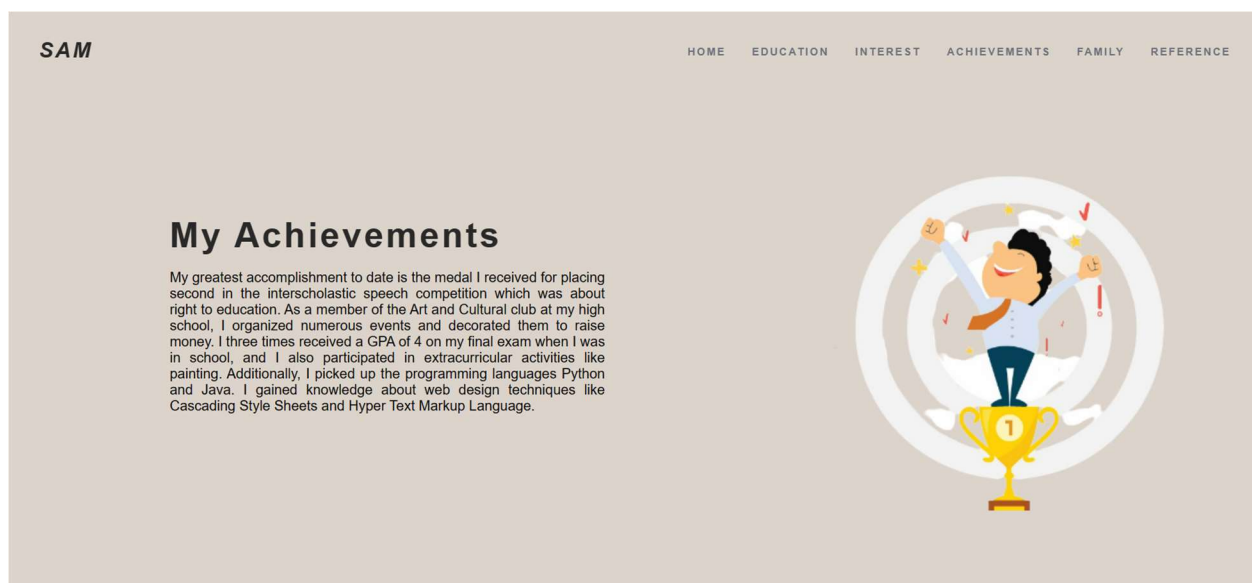 SAM
HOME EDUCATION INTEREST ACHIEVEMENTS FAMILY REFERENCE
My Achievements
My greatest accomplishment to date is the medal I received for placing
second in the interscholastic speech competition which was about
right to education. As a member of the Art and Cultural club at my high
school, I organized numerous events and decorated them to raise
money. I three times received a GPA of 4 on my final exam when I was
in school, and I also participated in extracurricular activities like
painting. Additionally, I picked up the programming languages Python
and Java. I gained knowledge about web design techniques like
Cascading Style Sheets and Hyper Text Markup Language.
1